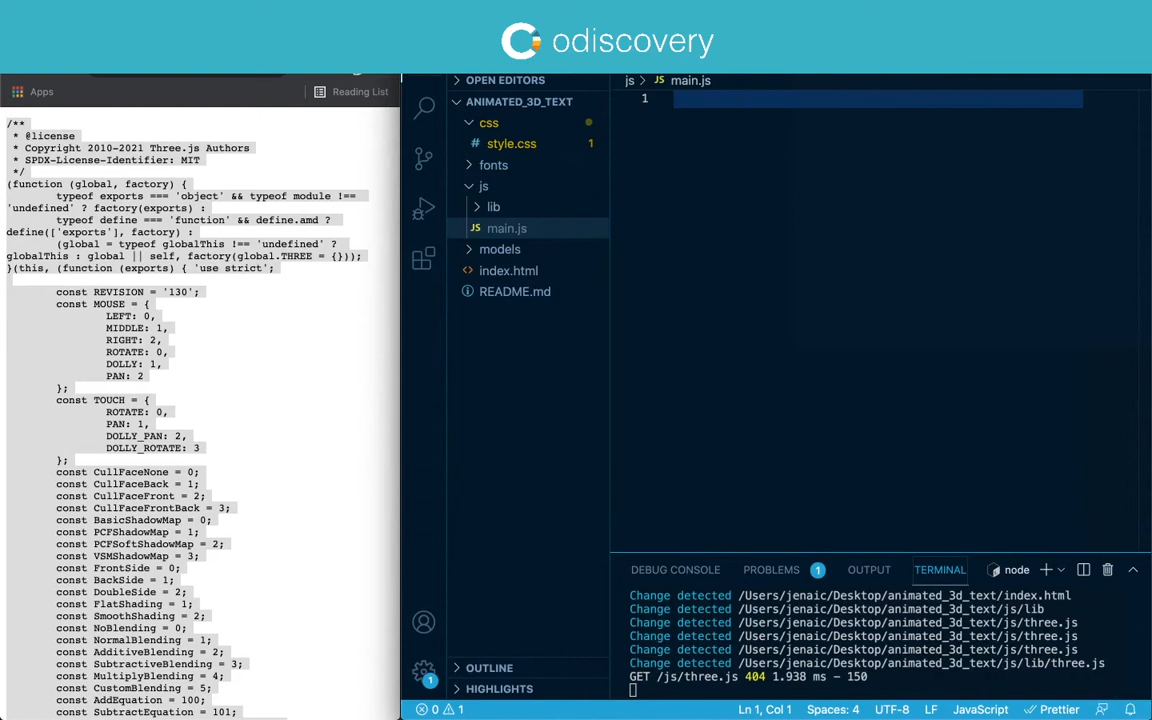 odiscovery
Apps
Reading List
/**
* @license
* Copyright 2010-2021 Three.js Authors
* SPDX-License-Identifier: MIT
*/
(function (global, factory) {
typeof exports === 'object' && typeof module !==
'undefined' ? factory(exports) :
typeof define === 'function' && define.amd ?
define(['exports'], factory) :
(global = typeof globalThis !== 'undefined' ?
globalThis : global || self, factory(global.THREE = {}));
}(this, (function (exports) { 'use strict';
const REVISION = '130';
const MOUSE = {
LEFT: 0,
MIDDLE: 1,
RIGHT: 2,
ROTATE: 0,
DOLLY: 1,
PAN: 2
};
const TOUCH = {
ROTATE: 0,
PAN: 1,
DOLLY_PAN: 2,
DOLLY_ROTATE: 3
};
const CullFaceNone = 0;
const CullFaceBack = 1;
const CullFaceFront = 2;
const CullFaceFrontBack = 3;
const BasicShadowMap = 0;
const PCFShadowMap = 1;
const PCFSoftShadowMap = 2;
const VSMShadowMap = 3;
const FrontSide = 0;
const BackSide = 1;
const DoubleSide = 2;
const FlatShading = 1;
const SmoothShading = 2;
const NoBlending = 0;
const NormalBlending = 1;
const AdditiveBlending = 2;
const SubtractiveBlending = 3;
const MultiplyBlending = 4;
const CustomBlending = 5;
const AddEquation = 100;
const SubtractEquation = 101;
OPEN EDITORS
ANIMATED_3D_TEXT
css
# style.css 1
fonts
js
lib
JS main.js
models
<> index.html
README.md
OUTLINE
HIGHLIGHTS
1
js > JS main.js
1
DEBUG CONSOLE PROBLEMS 1 OUTPUT TERMINAL node
Change detected /Users/jenaic/Desktop/animated_3d_text/index.html
Change detected /Users/jenaic/Desktop/animated_3d_text/js/lib
Change detected /Users/jenaic/Desktop/animated_3d_text/js/three.js
Change detected /Users/jenaic/Desktop/animated_3d_text/js/three.js
Change detected /Users/jenaic/Desktop/animated_3d_text/js/three.js
Change detected /Users/jenaic/Desktop/animated_3d_text/js/lib/three.js
GET /js/three.js 404 1.938 ms - 150
0 1 Ln 1, Col 1 Spaces: 4 UTF-8 LF JavaScript Prettier